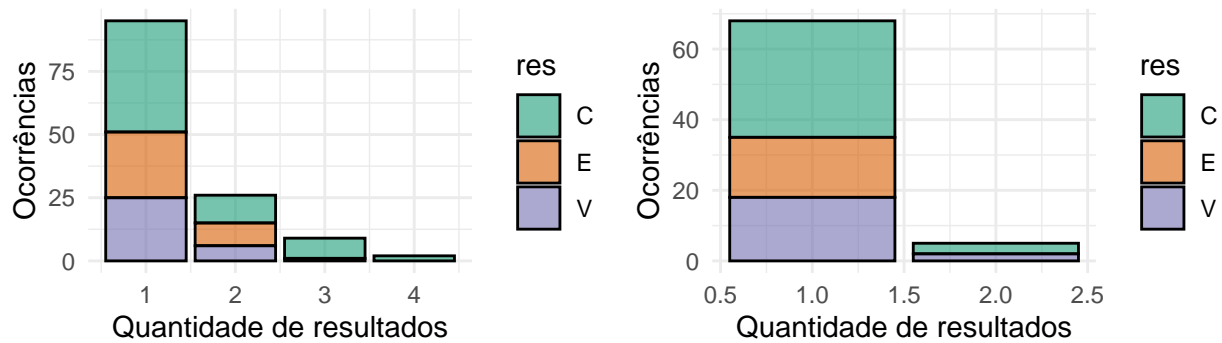 Ocorrências
75
50
25
0
1 2 3 4
Quantidade de resultados
res
C
E
V
Ocorrências
60
40
20
0
0.5 1.0 1.5 2.0 2.5
Quantidade de resultados
res
C
E
V